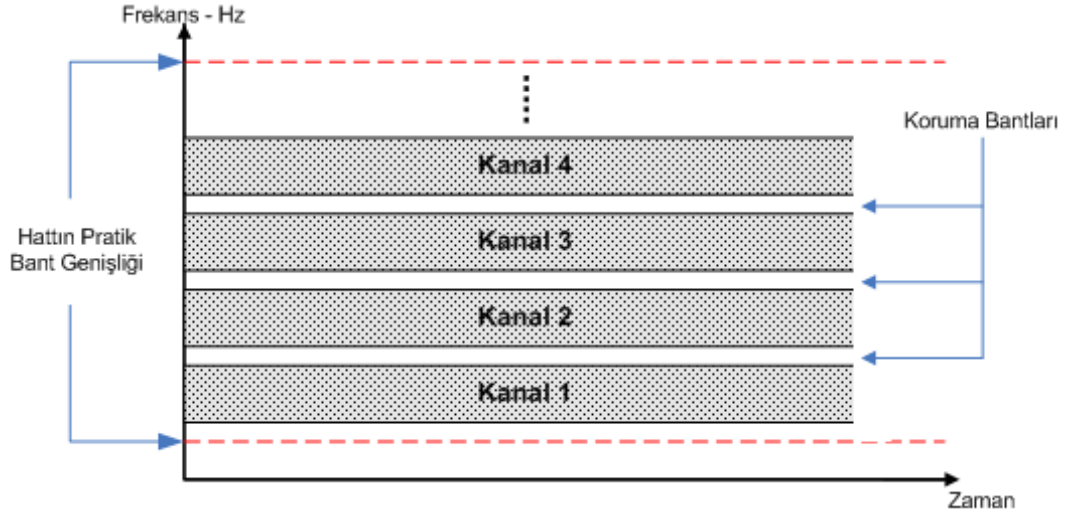 Frekans - Hz
Koruma Bantları
Kanal 4
Kanal 3
Hattın Pratik
Bant Genişliği
Kanal 2
Kanal 1
Zaman